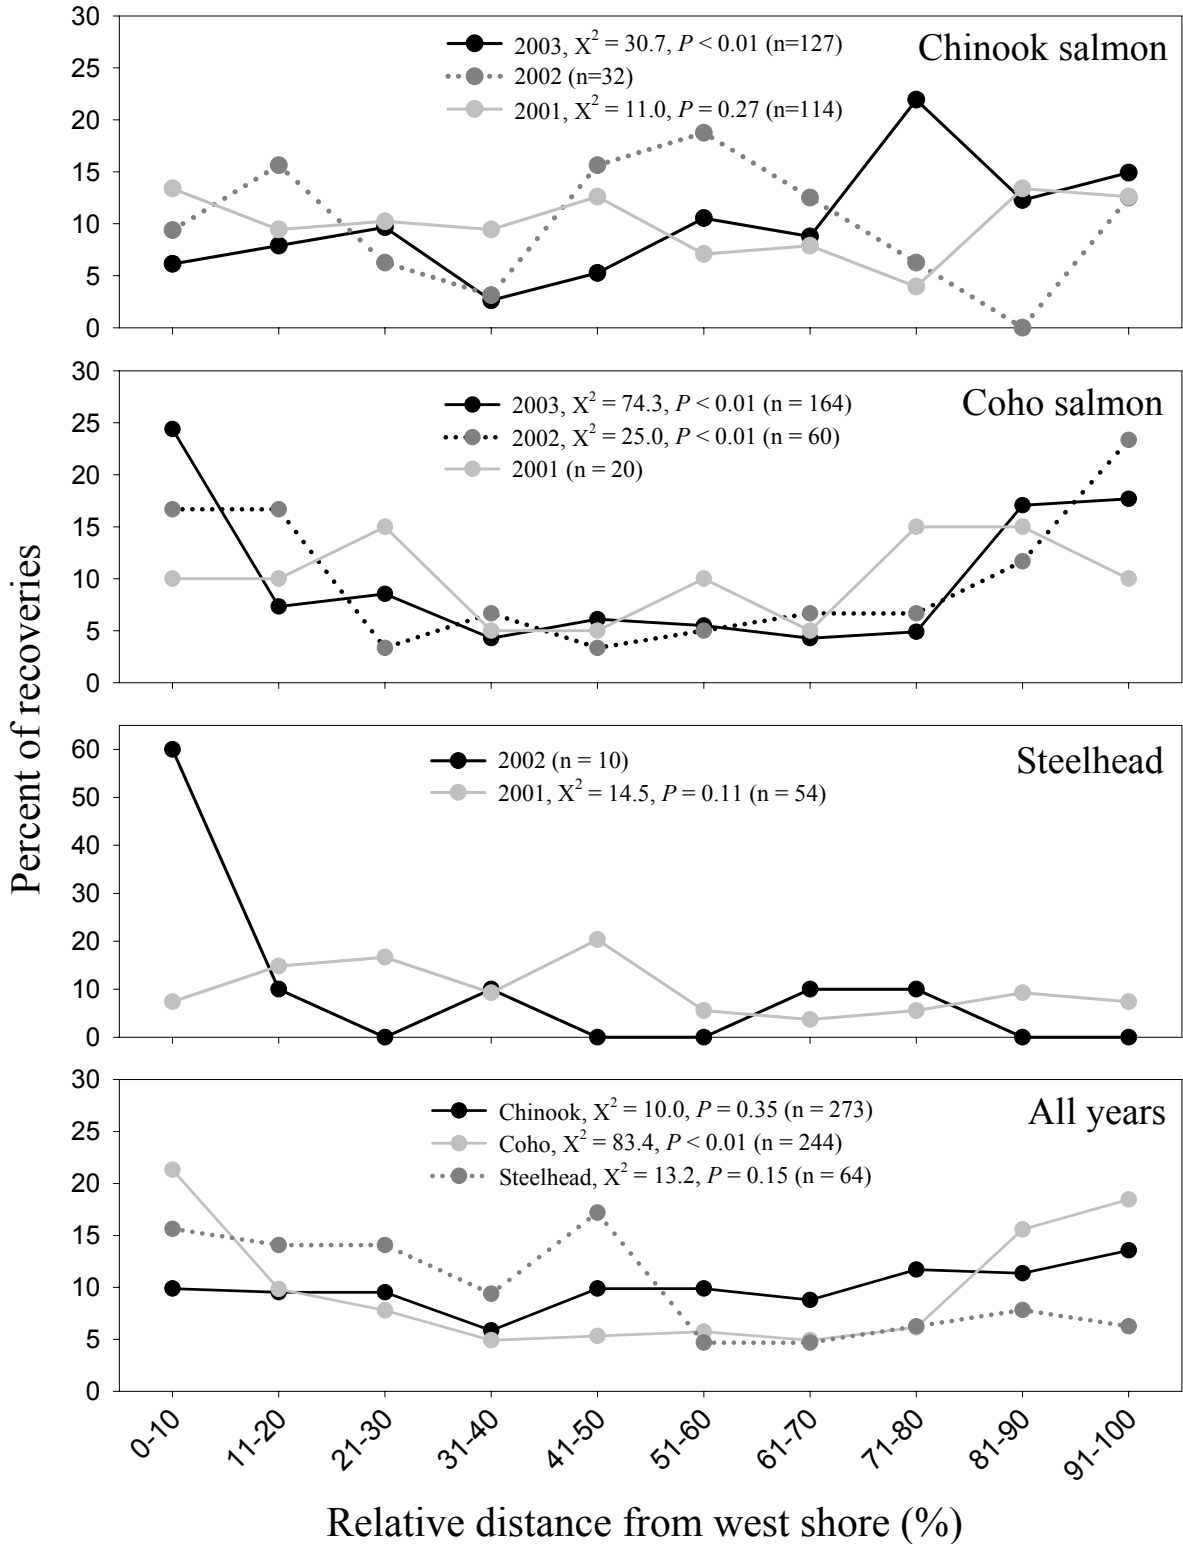 Percent of recoveries
30
25
20
15
10
5
0
2003, X² = 30.7, P < 0.01 (n=127)
2002 (n=32)
2001, X² = 11.0, P = 0.27 (n=114)
Chinook salmon
30
25
20
15
10
5
0
2003, X² = 74.3, P < 0.01 (n = 164)
2002, X² = 25.0, P < 0.01 (n = 60)
2001 (n = 20)
Coho salmon
60
50
40
30
20
10
0
2002 (n = 10)
2001, X² = 14.5, P = 0.11 (n = 54)
Steelhead
30
25
20
15
10
5
0
Chinook, X² = 10.0, P = 0.35 (n = 273)
Coho, X² = 83.4, P < 0.01 (n = 244)
Steelhead, X² = 13.2, P = 0.15 (n = 64)
All years
0-10
11-20
21-30
31-40
41-50
51-60
61-70
71-80
81-90
91-100
Relative distance from west shore (%)